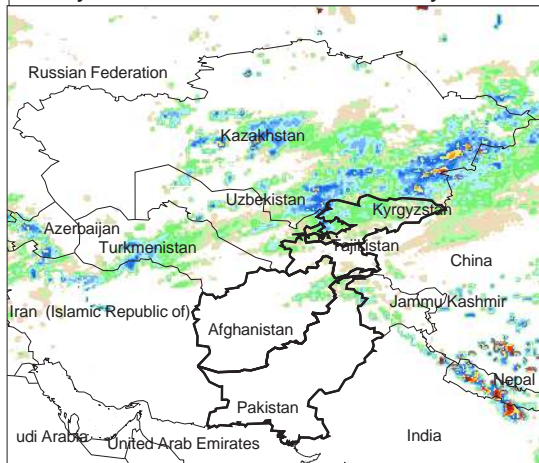 Russian Federation
Kazakhstan
Uzbekistan
Kyrgyzstan
Azerbaijan
Turkmenistan
Tajikistan
China
Iran (Islamic Republic of)
Jammu Kashmir
Afghanistan
Nepal
Pakistan
udi Arabia
United Arab Emirates
India